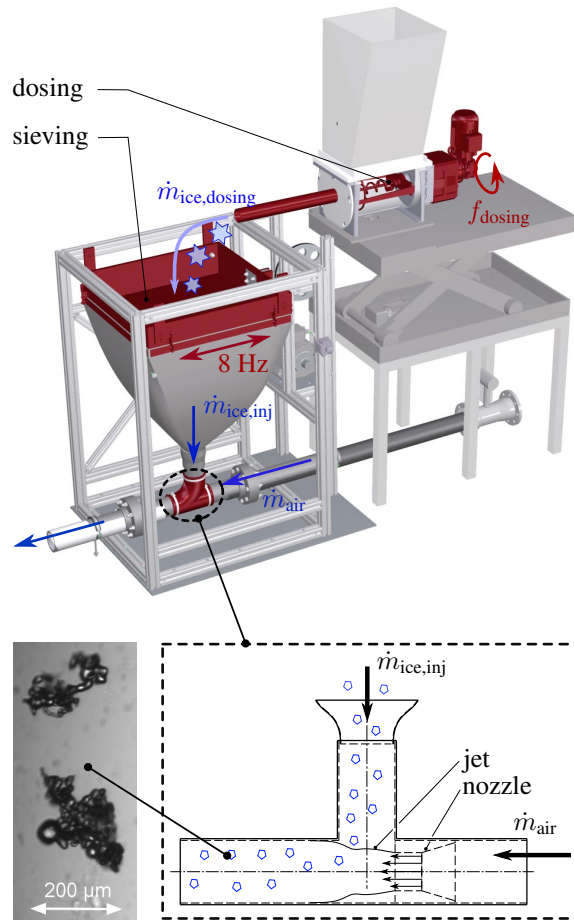 dosing
sieving
ṁice,dosing
fdosing
8 Hz
ṁice,inj
ṁair
ṁice,inj
jet
nozzle
ṁair
200 µm